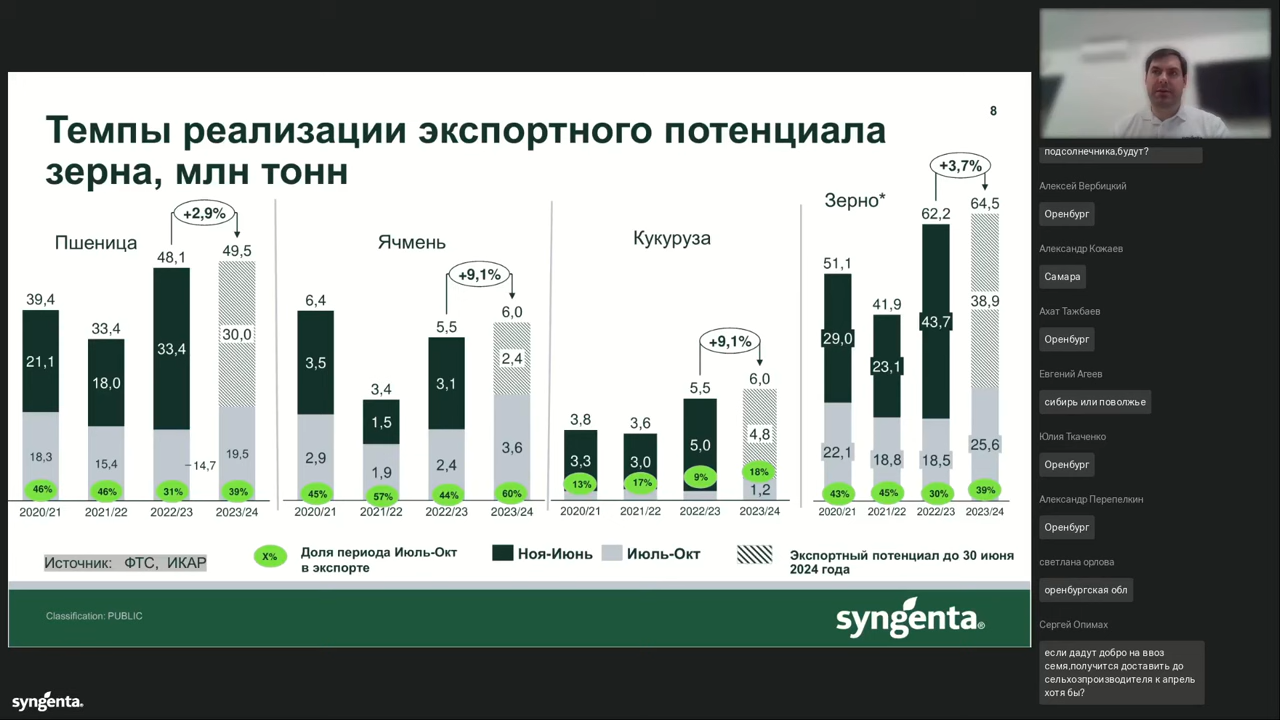 8
Темпы реализации экспортного потенциала
зерна, млн тонн
Пшеница
+2,9%
39,4
33,4
48,1
49,5
21,1
18,0
33,4
30,0
18,3
15,4
14,7
19,5
46%
46%
31%
39%
2020/21
2021/22
2022/23
2023/24
Ячмень
+9,1%
6,4
3,4
5,5
6,0
3,5
1,5
3,1
2,4
2,9
1,9
2,4
3,6
45%
57%
44%
60%
2020/21
2021/22
2022/23
2023/24
Кукуруза
+9,1%
3,8
3,6
5,5
6,0
3,3
3,0
5,0
4,8
1,2
13%
17%
9%
18%
2020/21
2021/22
2022/23
2023/24
Зерно*
+3,7%
51,1
41,9
62,2
64,5
29,0
23,1
43,7
38,9
22,1
18,8
18,5
25,6
43%
45%
30%
39%
2020/21
2021/22
2022/23
2023/24
Источник: ФТС, ИКАР
X%
Доля периода Июль-Окт
в экспорте
Ноя-Июнь
Июль-Окт
Экспортный потенциал до 30 июня
2024 года
Classification: PUBLIC
syngenta®
syngenta.
подсолнечника,будут?
Алексей Вербицкий
Оренбург
Александр Кожаев
Самара
Ахат Тажбаев
Оренбург
Евгений Агеев
сибирь или поволжье
Юлия Ткаченко
Оренбург
Александр Перепелкин
Оренбург
светлана орлова
оренбургская обл
Сергей Опимах
если дадут добро на ввоз
семя,получится доставить до
сельхозпроизводителя к апрель
хотя бы?